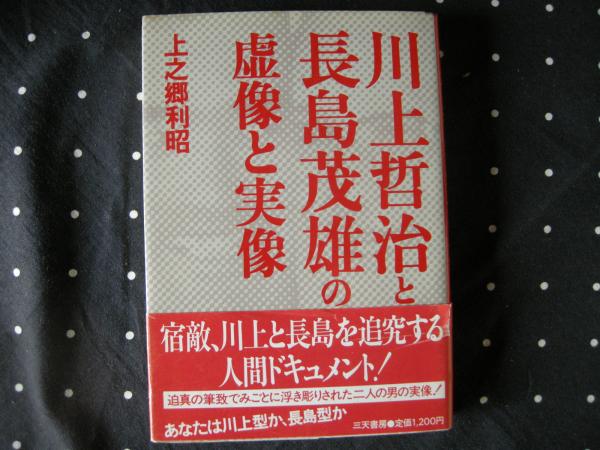 川上哲治と
長島茂雄の
虚像と実像
上之郷利昭
宿敵、川上と長島を追究する
人間ドキュメント!
迫真の筆致でみごとに浮き彫りされた二人の男の実像!
あなたは川上型か、長島型か
三天書房●定価1,200円